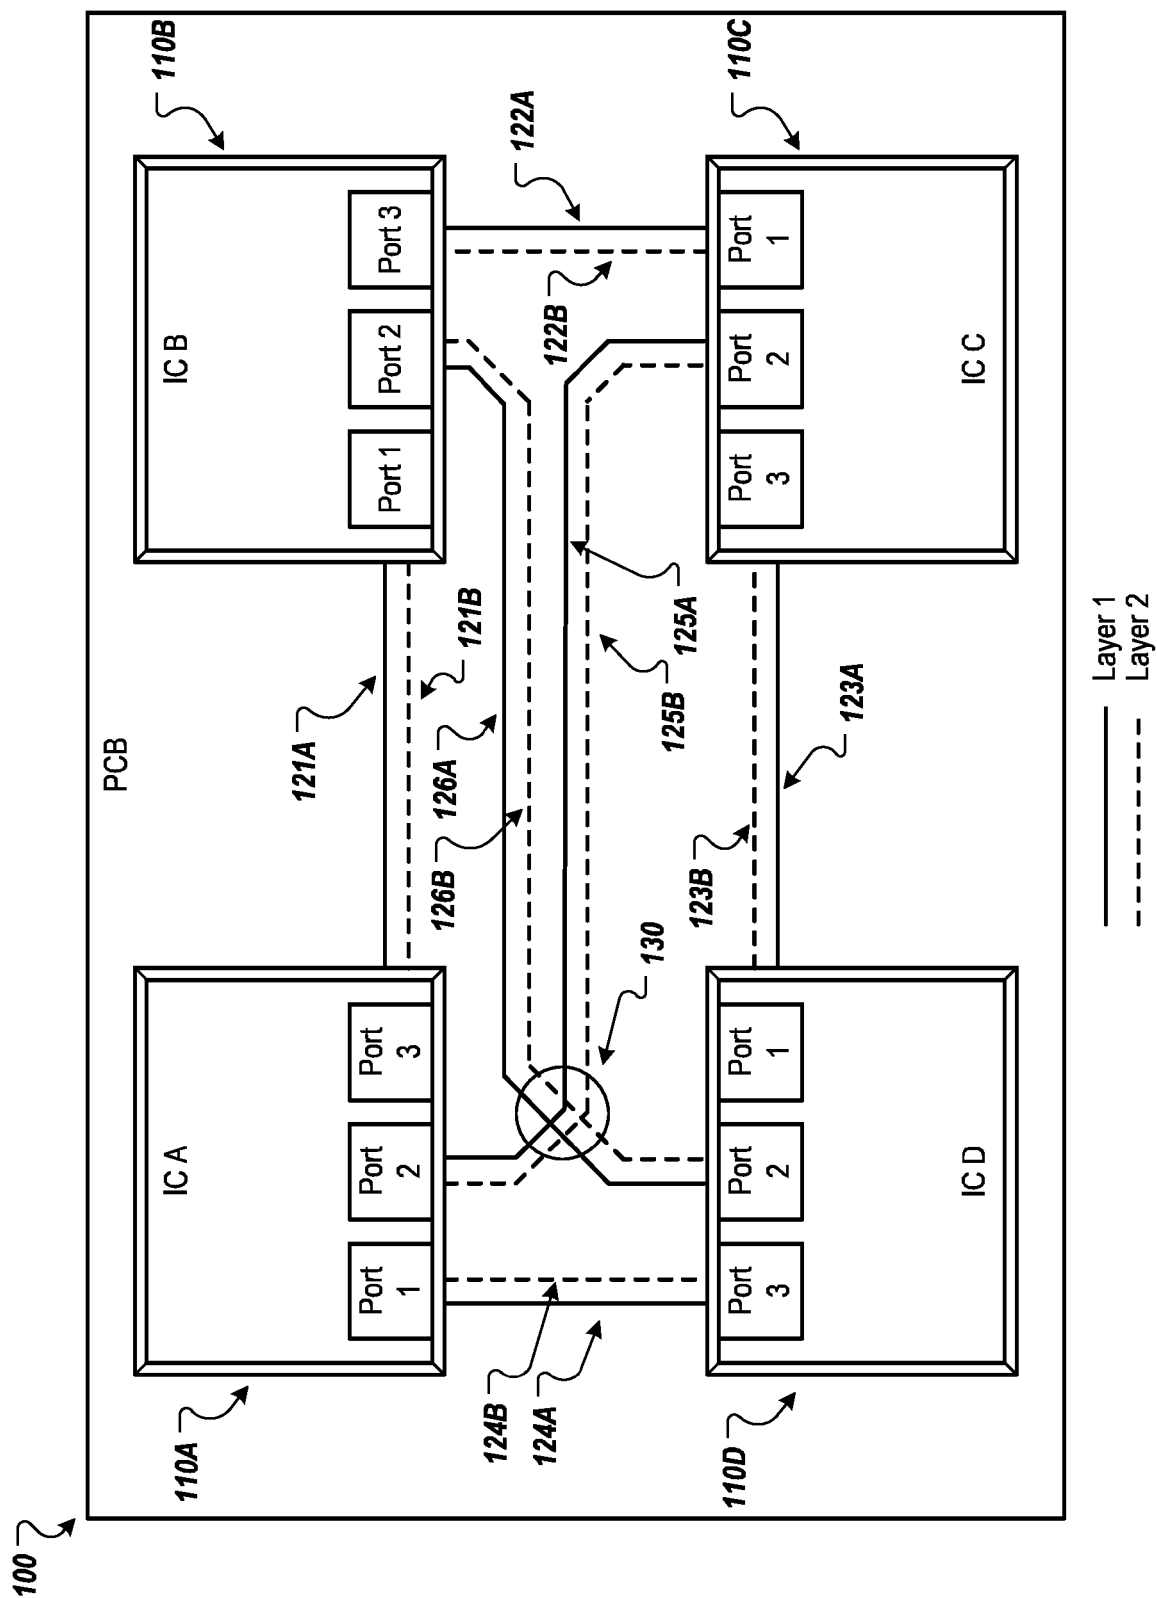 100
PCB
110A
IC A
Port
1
Port
2
Port
3
110B
IC B
Port 1
Port 2
Port 3
121A
121B
126A
126B
122A
122B
125A
125B
124B
124A
130
123B
123A
110D
Port
3
Port
2
Port
1
IC D
110C
Port
3
Port
2
Port
1
IC C
Layer 1
Layer 2